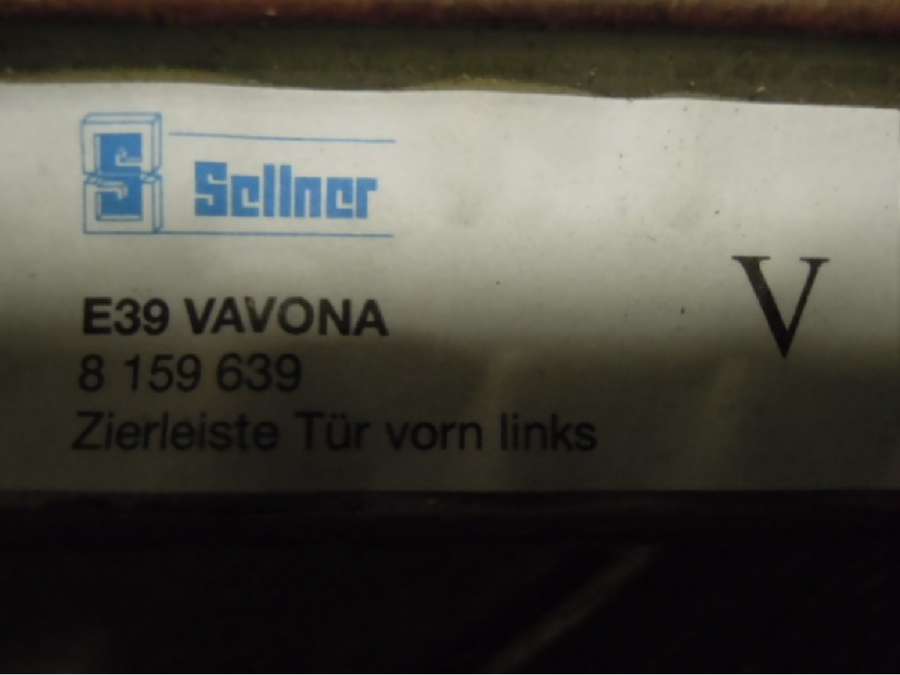 S Sellner
E39 VAVONA
8 159 639
Zierleiste Tür vorn links
V